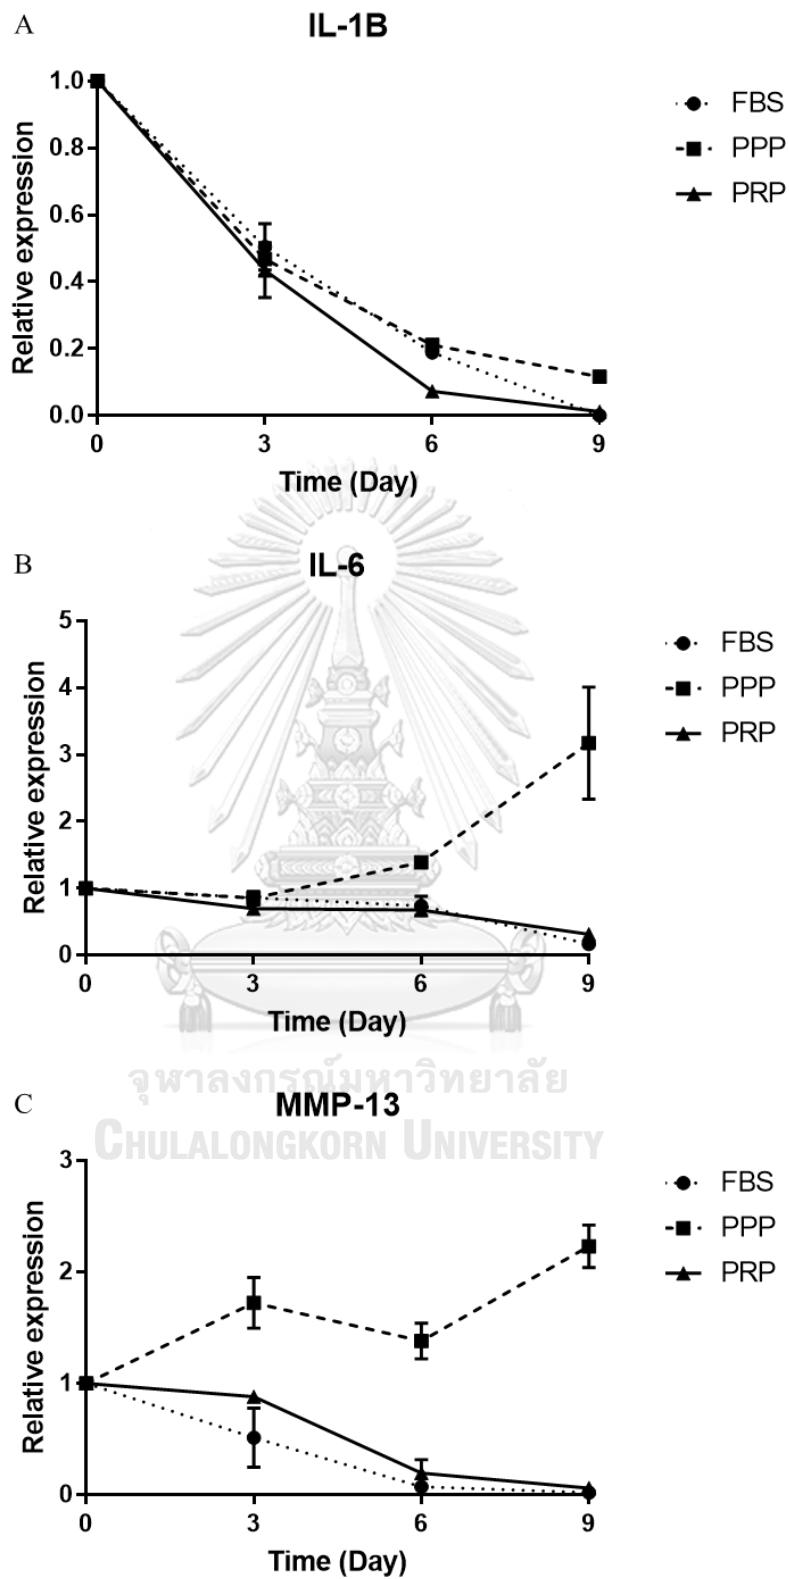 A
IL-1B
1.0
0.8
0.6
0.4
0.2
0.0
Relative expression
0 3 6 9
Time (Day)
FBS
PPP
PRP
B
IL-6
5
4
3
2
1
0
Relative expression
0 3 6 9
Time (Day)
FBS
PPP
PRP
จุฬาลงกรณ์มหาวิทยาลัย
CHULALONGKORN UNIVERSITY
C
MMP-13
3
2
1
0
Relative expression
0 3 6 9
Time (Day)
FBS
PPP
PRP